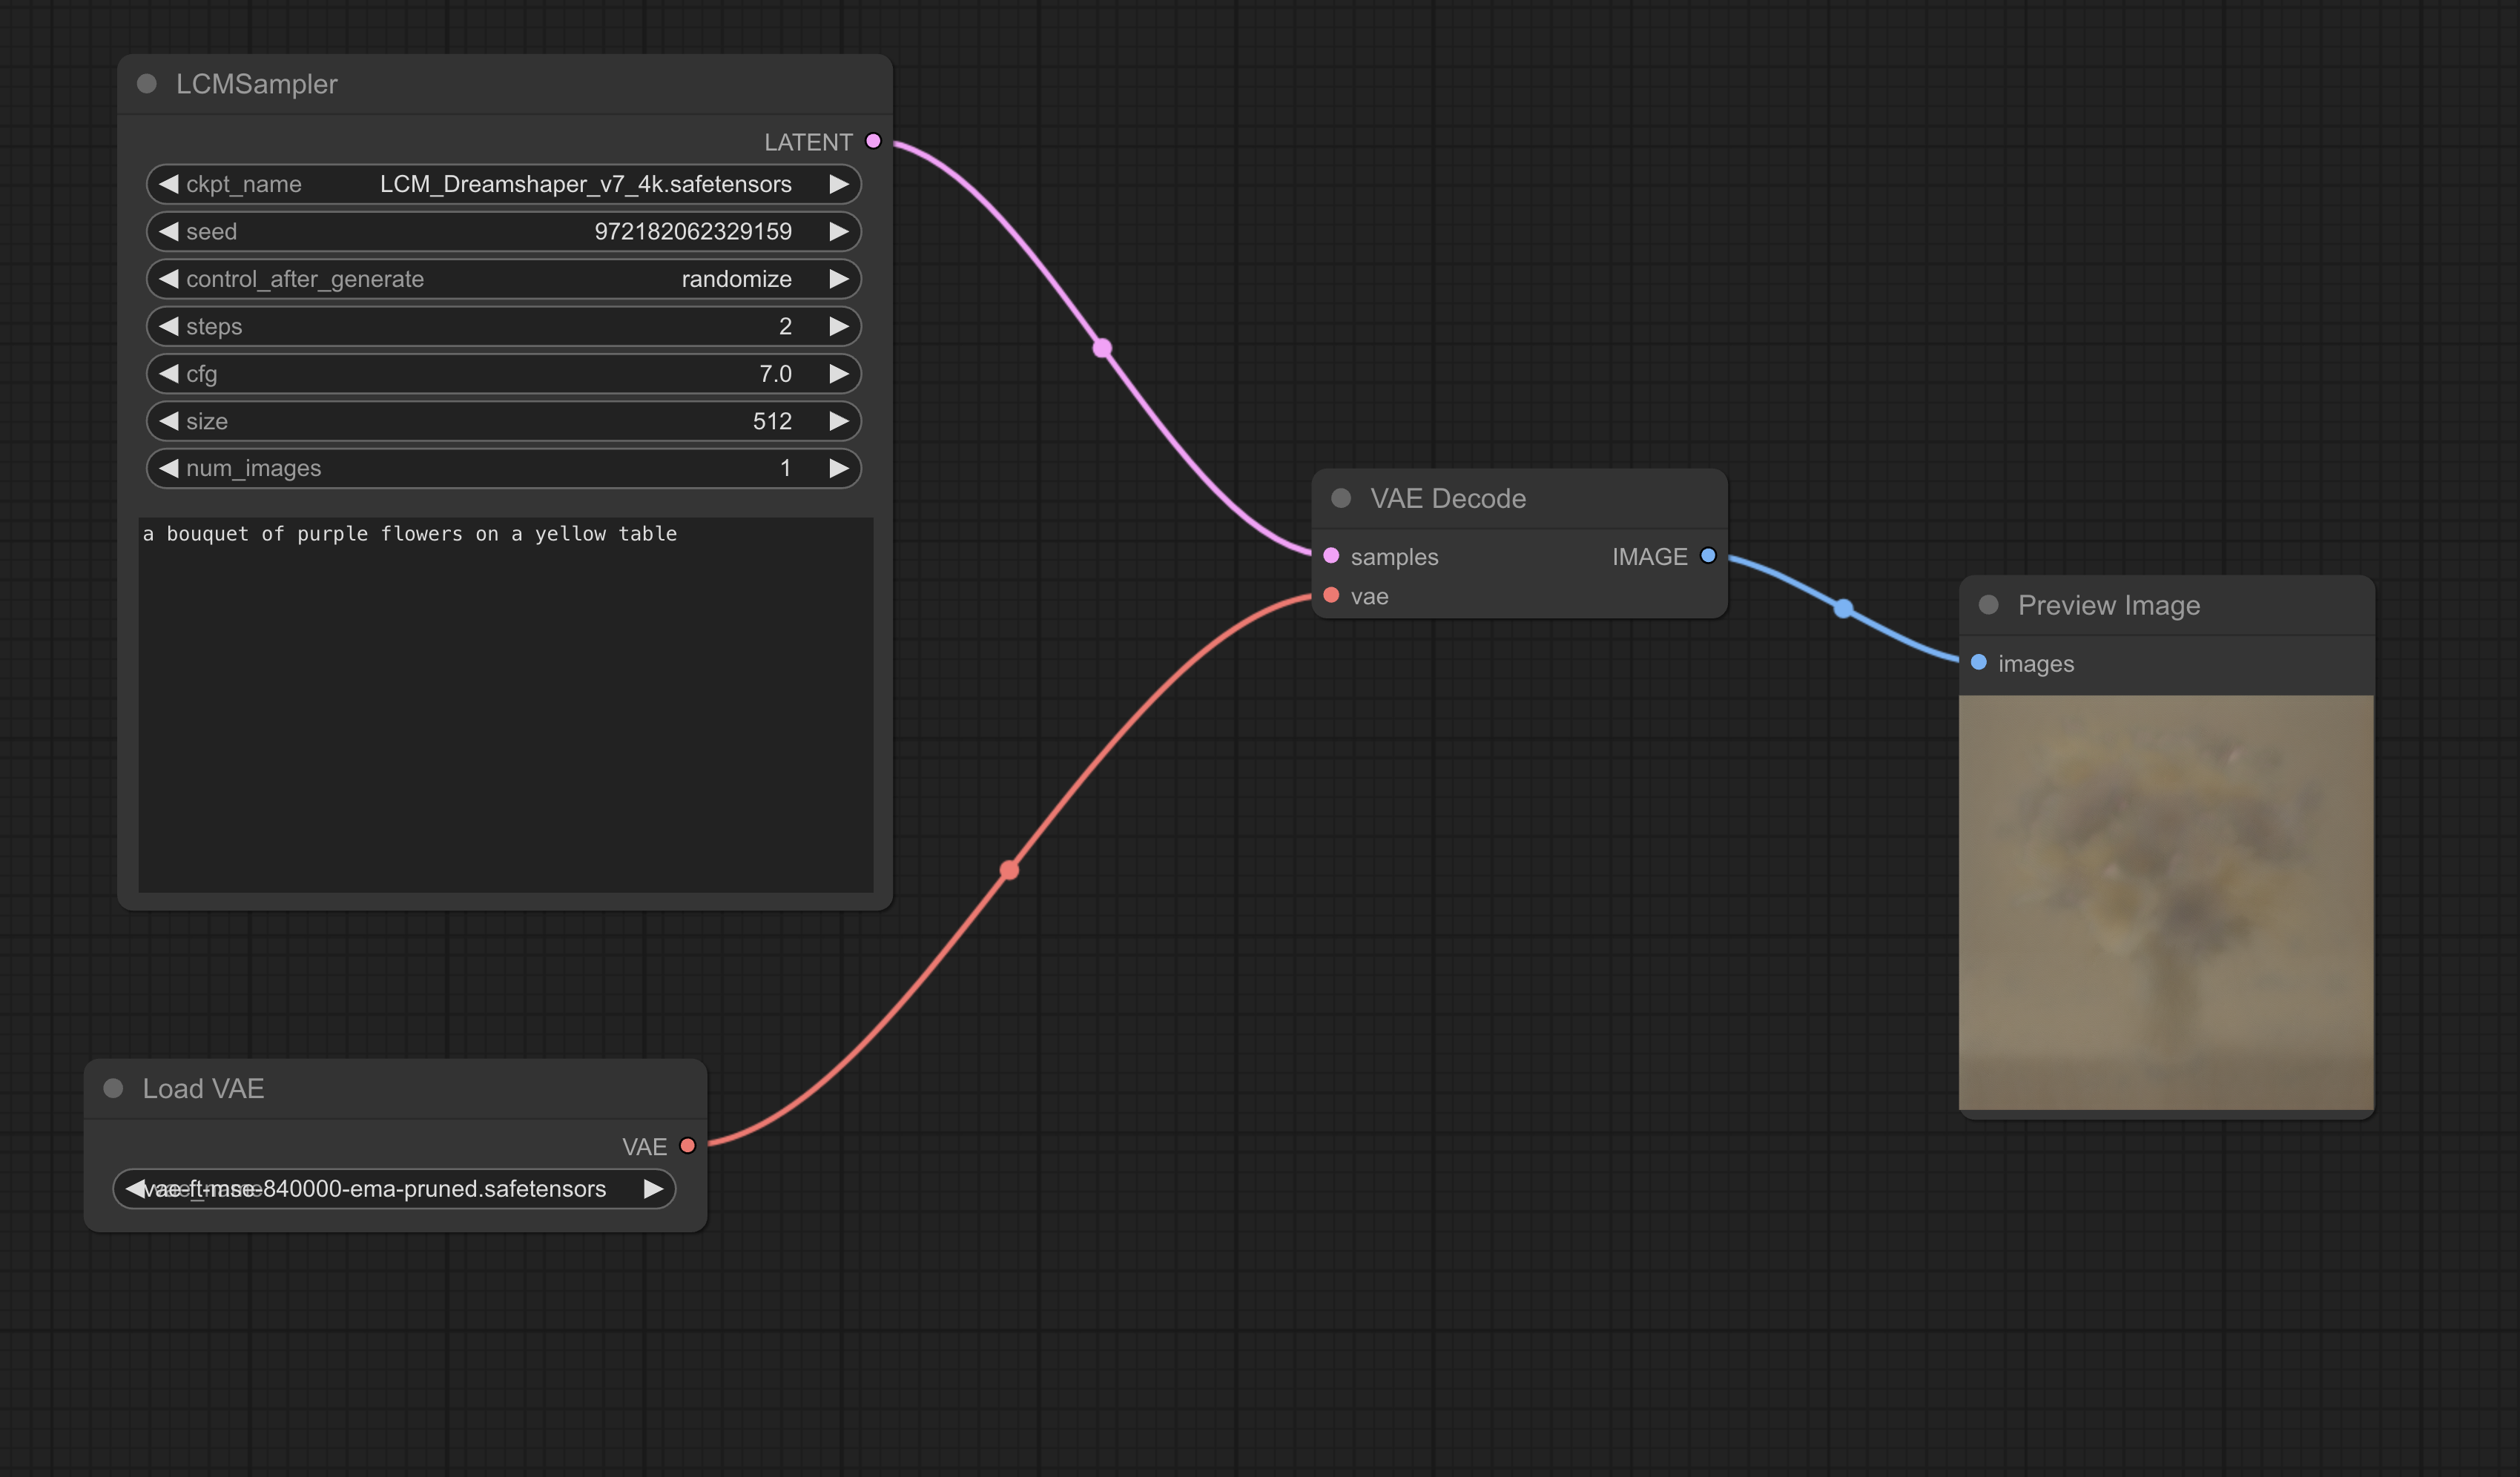 LCMSampler
LATENT
ckpt_name LCM_Dreamshaper_v7_4k.safetensors
seed 972182062329159
control_after_generate randomize
steps 2
cfg 7.0
size 512
num_images 1
a bouquet of purple flowers on a yellow table
VAE Decode
samples IMAGE
vae
Preview Image
images
Load VAE
VAE
vae_name vae-ft-mse-840000-ema-pruned.safetensors